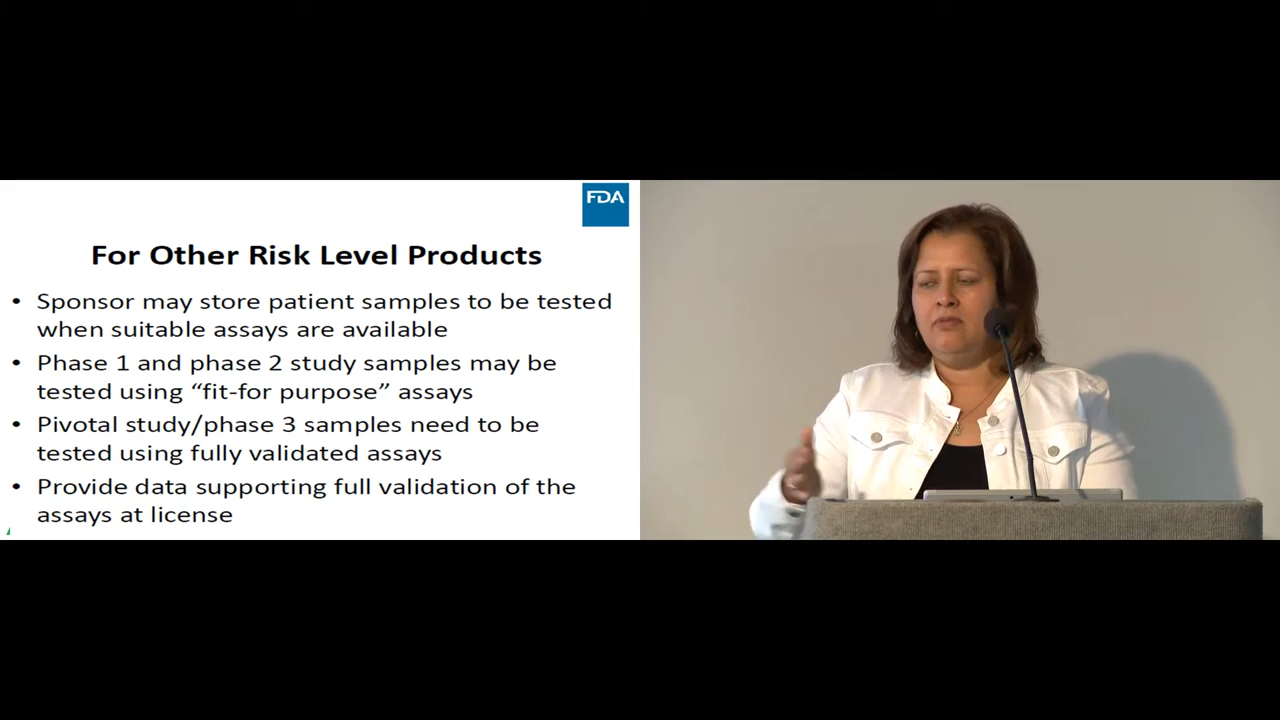 FDA
For Other Risk Level Products
• Sponsor may store patient samples to be tested
when suitable assays are available
• Phase 1 and phase 2 study samples may be
tested using “fit-for purpose” assays
• Pivotal study/phase 3 samples need to be
tested using fully validated assays
• Provide data supporting full validation of the
assays at license